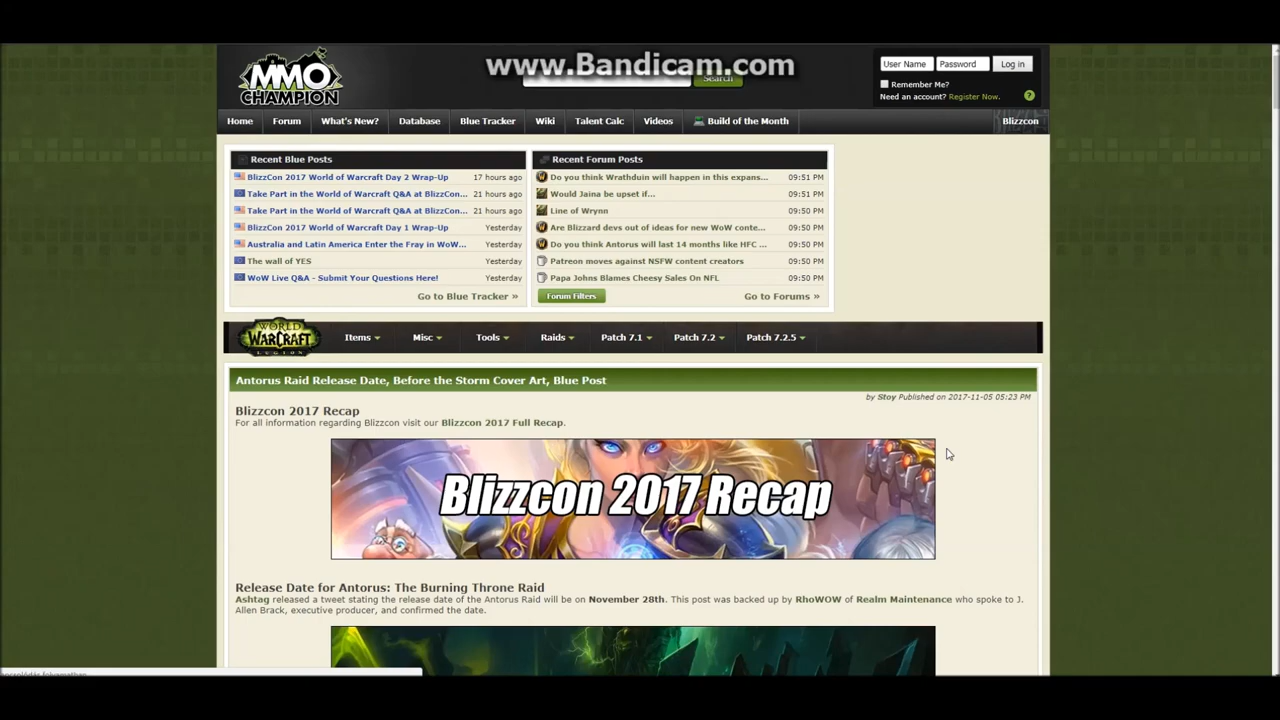 www.Bandicam.com
MMO
CHAMPION
Search
User Name
Password
Log in
Remember Me?
Need an account? Register Now.
Home
Forum
What's New?
Database
Blue Tracker
Wiki
Talent Calc
Videos
Build of the Month
Blizzcon
Recent Blue Posts
BlizzCon 2017 World of Warcraft Day 2 Wrap-Up 17 hours ago
Take Part in the World of Warcraft Q&A at BlizzCon... 21 hours ago
Take Part in the World of Warcraft Q&A at BlizzCon... 21 hours ago
BlizzCon 2017 World of Warcraft Day 1 Wrap-Up Yesterday
Australia and Latin America Enter the Fray in WoW... Yesterday
The wall of YES Yesterday
WoW Live Q&A - Submit Your Questions Here! Yesterday
Go to Blue Tracker »
Recent Forum Posts
Do you think Wrathduin will happen in this expans... 09:51 PM
Would Jaina be upset if... 09:51 PM
Line of Wrynn 09:50 PM
Are Blizzard devs out of ideas for new WoW conte... 09:50 PM
Do you think Antorus will last 14 months like HFC ... 09:50 PM
Patreon moves against NSFW content creators 09:50 PM
Papa Johns Blames Cheesy Sales On NFL 09:50 PM
Forum Filters
Go to Forums »
WORLD
OF
WARCRAFT
LEGION
Items
Misc
Tools
Raids
Patch 7.1
Patch 7.2
Patch 7.2.5
Antorus Raid Release Date, Before the Storm Cover Art, Blue Post
by Stoy Published on 2017-11-05 05:23 PM
Blizzcon 2017 Recap
For all information regarding Blizzcon visit our Blizzcon 2017 Full Recap.
Blizzcon 2017 Recap
Release Date for Antorus: The Burning Throne Raid
Ashtag released a tweet stating the release date of the Antorus Raid will be on November 28th. This post was backed up by RhoWOW of Realm Maintenance who spoke to J.
Allen Brack, executive producer, and confirmed the date.